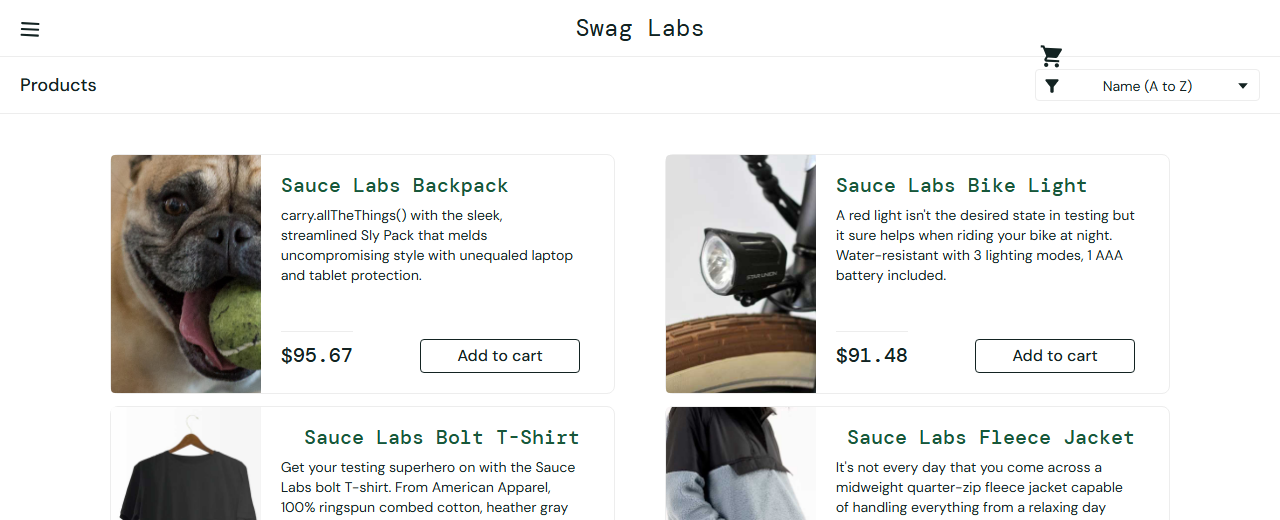 Swag Labs
Products
Name (A to Z)
Sauce Labs Backpack
carry.allTheThings() with the sleek,
streamlined Sly Pack that melds
uncompromising style with unequaled laptop
and tablet protection.
$95.67
Add to cart
Sauce Labs Bike Light
A red light isn't the desired state in testing but
it sure helps when riding your bike at night.
Water-resistant with 3 lighting modes, 1 AAA
battery included.
$91.48
Add to cart
Sauce Labs Bolt T-Shirt
Get your testing superhero on with the Sauce
Labs bolt T-shirt. From American Apparel,
100% ringspun combed cotton, heather gray
Sauce Labs Fleece Jacket
It's not every day that you come across a
midweight quarter-zip fleece jacket capable
of handling everything from a relaxing day